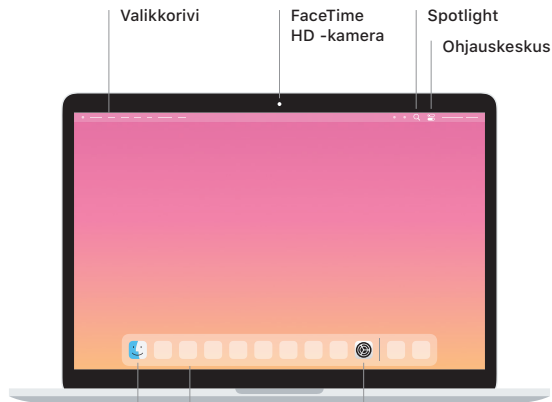 Valikkorivi
FaceTime
HD -kamera
Spotlight
Ohjauskeskus